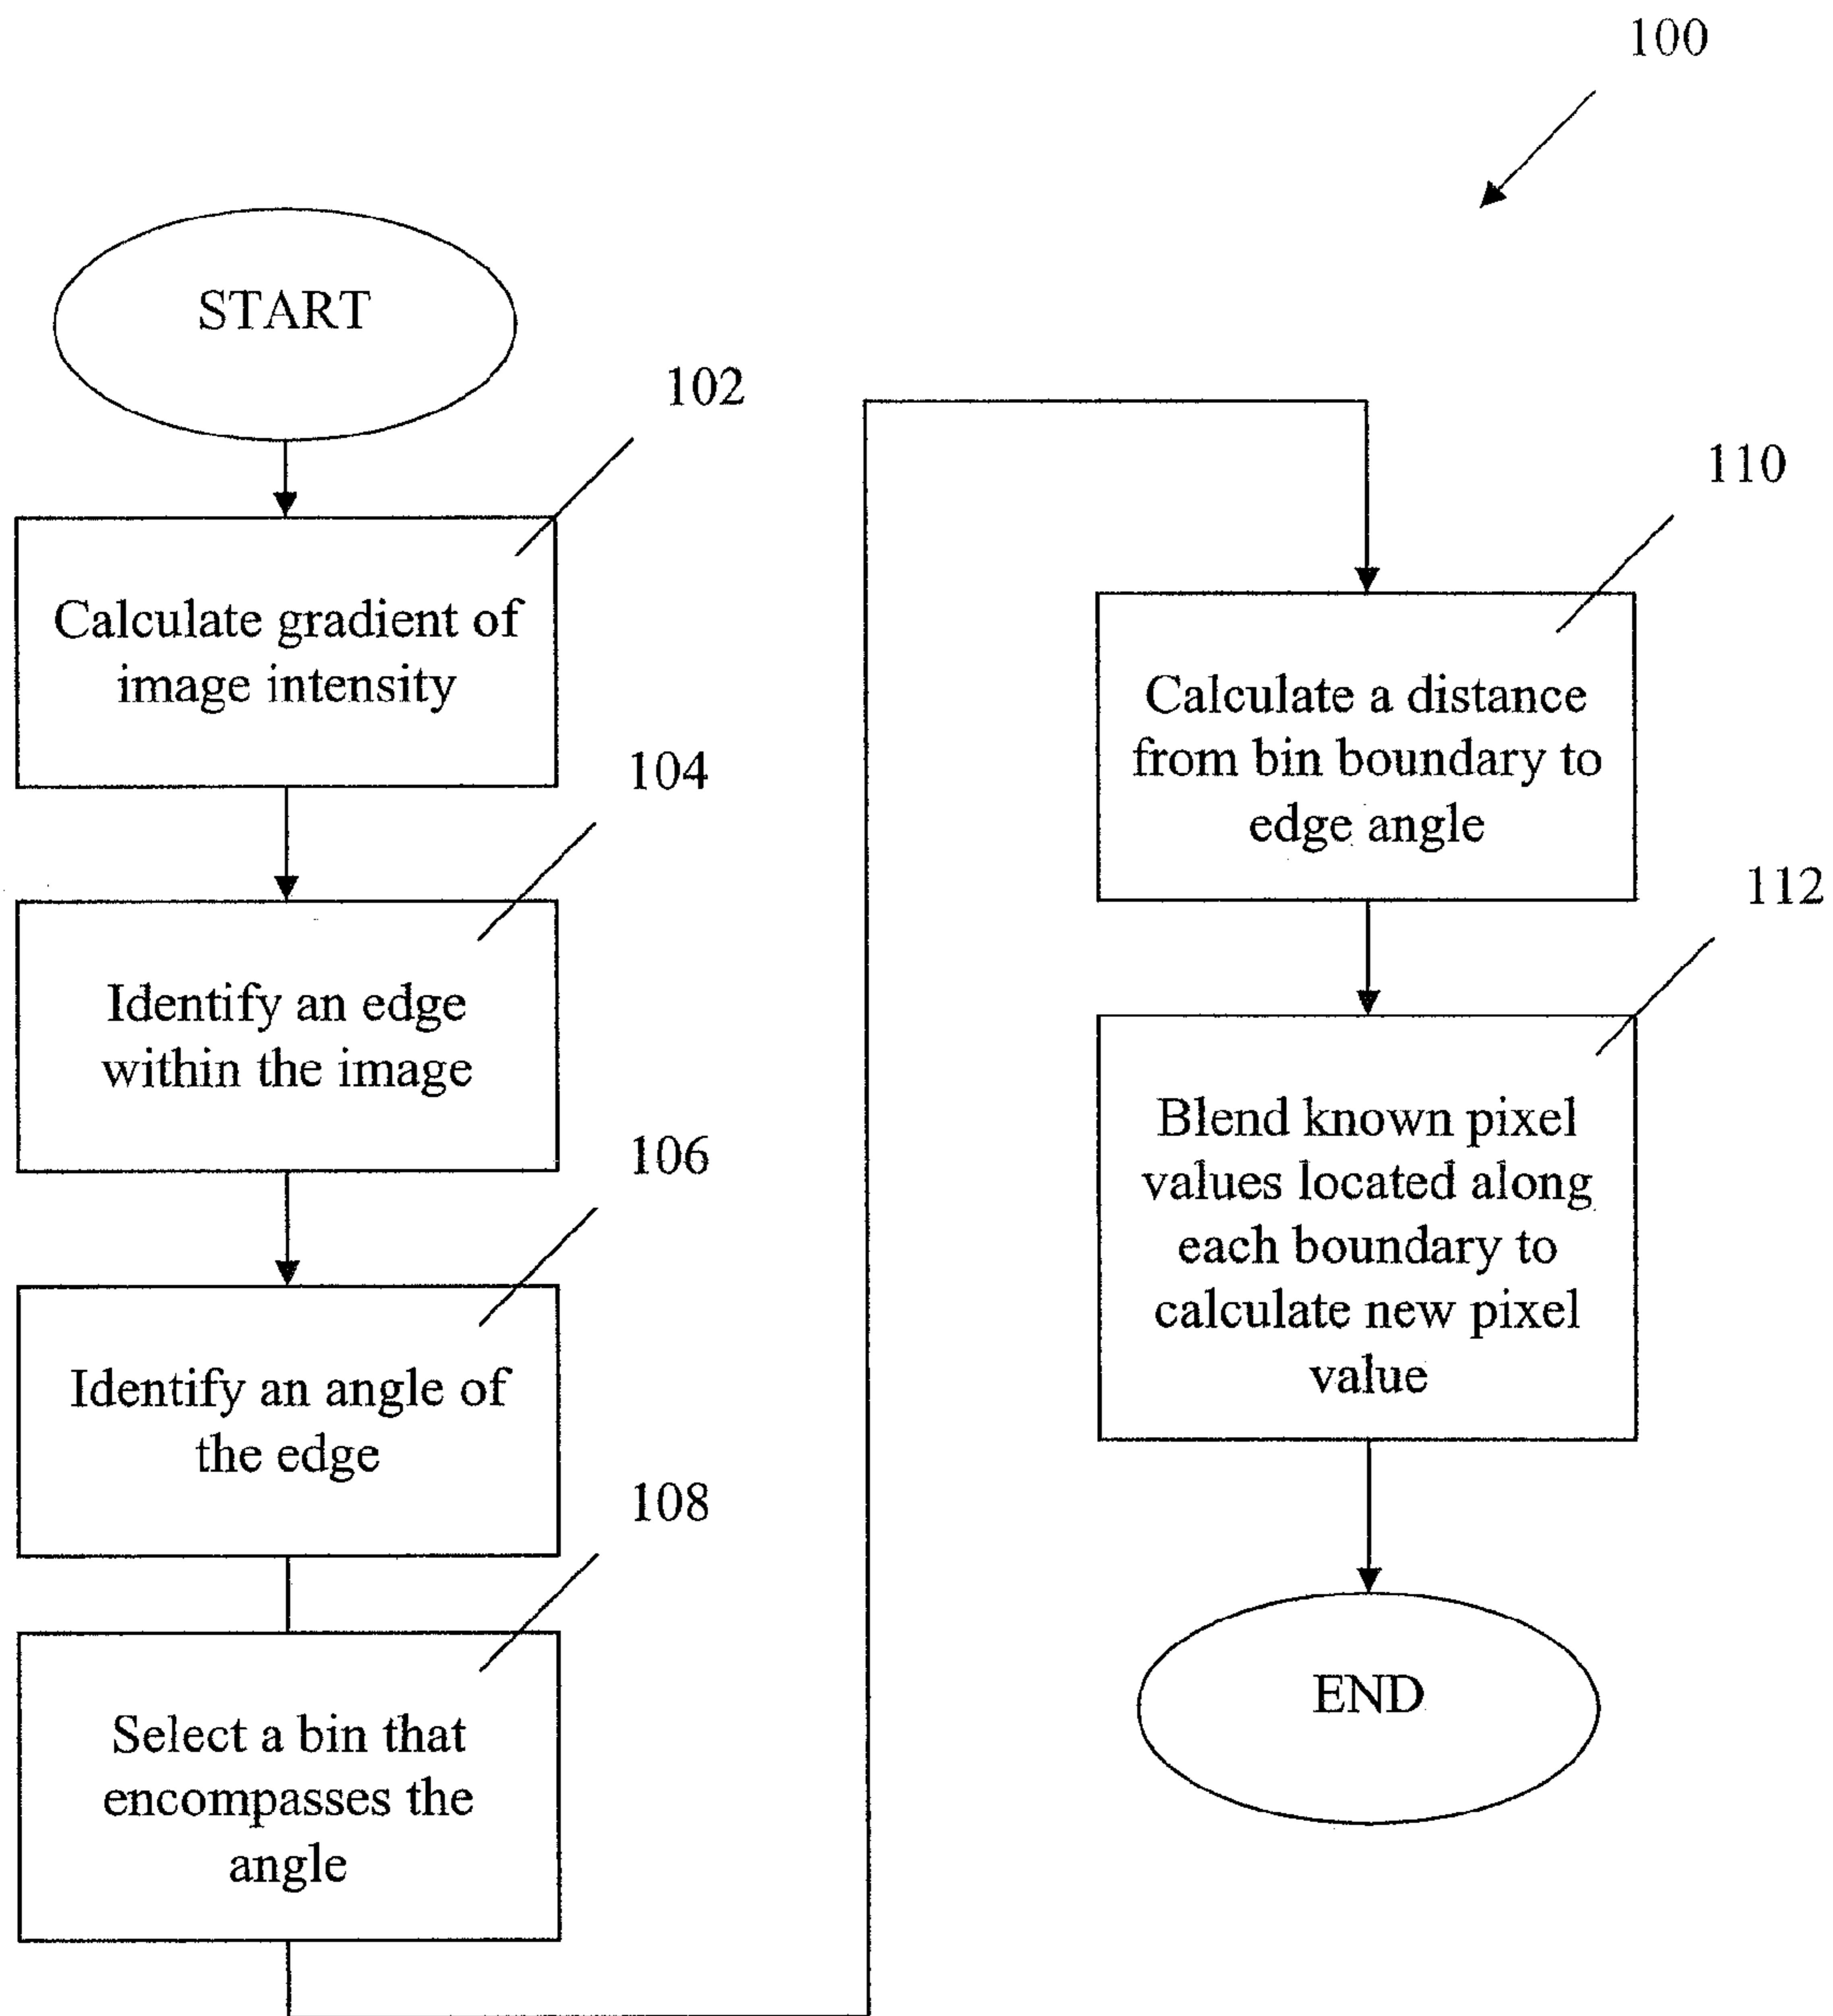 100
START
102
Calculate gradient of
image intensity
104
Identify an edge
within the image
106
Identify an angle of
the edge
108
Select a bin that
encompasses the
angle
110
Calculate a distance
from bin boundary to
edge angle
112
Blend known pixel
values located along
each boundary to
calculate new pixel
value
END